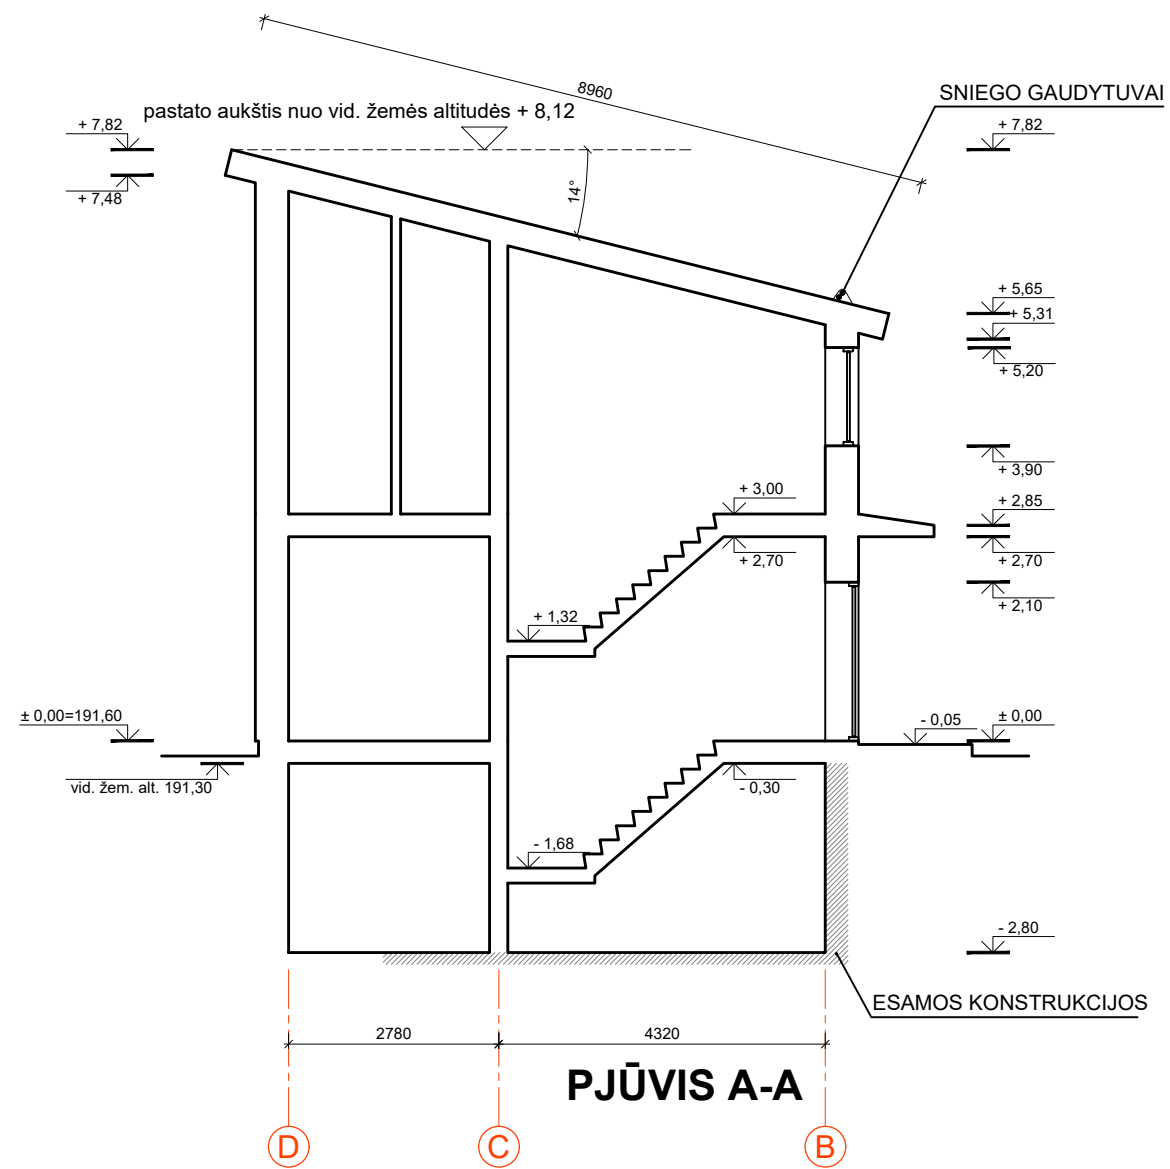 8960
SNIEGO GAUDYTUVAI
pastato aukštis nuo vid. žemės altitudės + 8,12
+ 7,82
+ 7,82
+ 7,48
14°
+ 5,65
+ 5,31
+ 5,20
+ 3,90
+ 3,00
+ 2,85
+ 2,70
+ 2,70
+ 2,10
+ 1,32
± 0,00=191,60
- 0,05
± 0,00
vid. žem. alt. 191,30
- 0,30
- 1,68
- 2,80
ESAMOS KONSTRUKCIJOS
2780
4320
PJŪVIS A-A
D
C
B